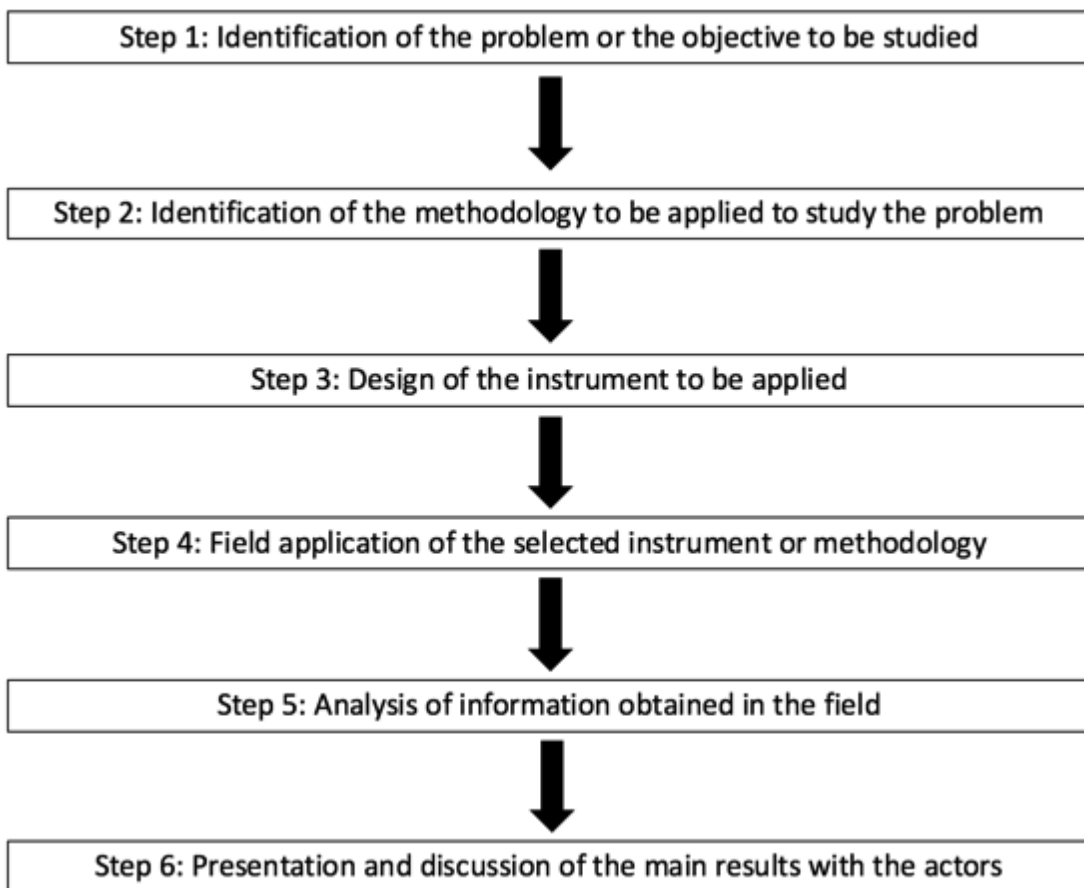 Step 1: Identification of the problem or the objective to be studied
Step 2: Identification of the methodology to be applied to study the problem
Step 3: Design of the instrument to be applied
Step 4: Field application of the selected instrument or methodology
Step 5: Analysis of information obtained in the field
Step 6: Presentation and discussion of the main results with the actors